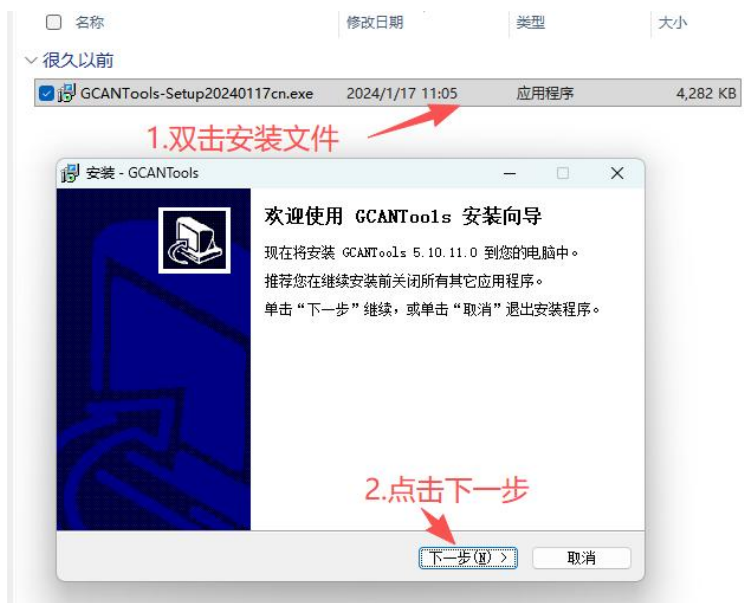 名称 修改日期 类型 大小
很久以前
GCANTools-Setup20240117cn.exe 2024/1/17 11:05 应用程序 4,282 KB
1.双击安装文件
安装 - GCANTools
欢迎使用 GCANTools 安装向导
现在将安装 GCANTools 5.10.11.0 到您的电脑中。
推荐您在继续安装前关闭所有其它应用程序。
单击“下一步”继续，或单击“取消”退出安装程序。
2.点击下一步
下一步(N) > 取消